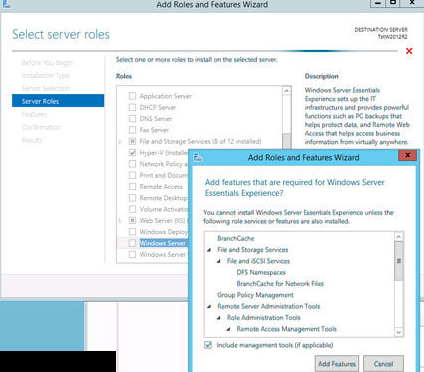 Add Roles and Features Wizard
Select server roles
DESTINATION SERVER
TstW2012R2
Before You Begin
Installation Type
Server Selection
Server Roles
Features
Confirmation
Results
Select one or more roles to install on the selected server.
Roles
Application Server
DHCP Server
DNS Server
Fax Server
File and Storage Services (8 of 12 installed)
Hyper-V (Installe
Network Policy a
Print and Docum
Remote Access
Remote Desktop
Volume Activatio
Web Server (IIS) (
Windows Deploy
Windows Server
Windows Server
Description
Windows Server Essentials
Experience sets up the IT
infrastructure and provides powerful
functions such as PC backups that
helps protect data, and Remote Web
Access that helps access business
information from virtually anywhere.
Add Roles and Features Wizard
Add features that are required for Windows Server
Essentials Experience?
You cannot install Windows Server Essentials Experience unless the
following role services or features are also installed.
BranchCache
File and Storage Services
File and iSCSI Services
DFS Namespaces
BranchCache for Network Files
Group Policy Management
Remote Server Administration Tools
Role Administration Tools
Remote Access Management Tools
Include management tools (if applicable)
Add Features
Cancel